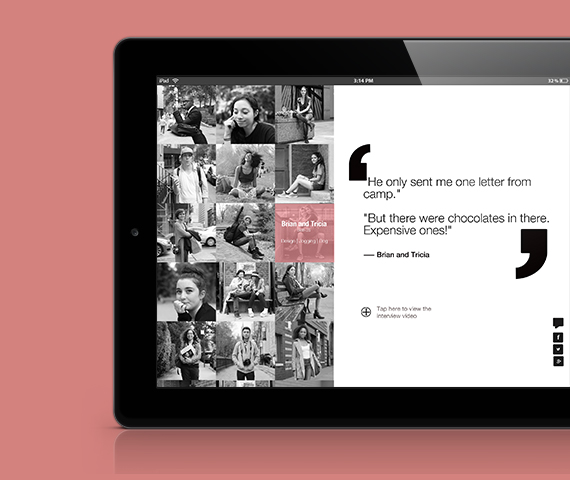 iPad
3:14 PM
32%
He only sent me one letter from
camp."
"But there were chocolates in there.
Expensive ones!"
— Brian and Tricia
Brian and Tricia
Tap here to view the
interview video